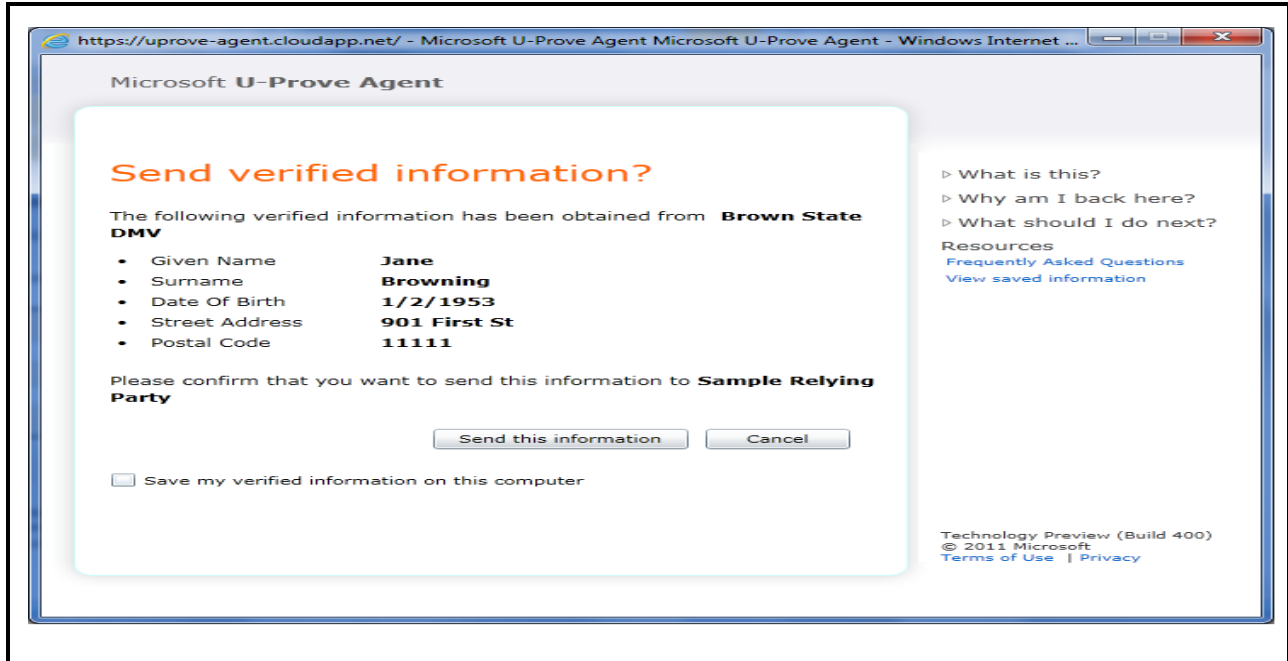 https://uprove-agent.cloudapp.net/ - Microsoft U-Prove Agent Microsoft U-Prove Agent - Windows Internet ...
Microsoft U-Prove Agent
Send verified information?
The following verified information has been obtained from Brown State
DMV
• Given Name Jane
• Surname Browning
• Date Of Birth 1/2/1953
• Street Address 901 First St
• Postal Code 11111
Please confirm that you want to send this information to Sample Relying
Party
Send this information Cancel
Save my verified information on this computer
What is this?
Why am I back here?
What should I do next?
Resources
Frequently Asked Questions
View saved information
Technology Preview (Build 400)
© 2011 Microsoft
Terms of Use | Privacy